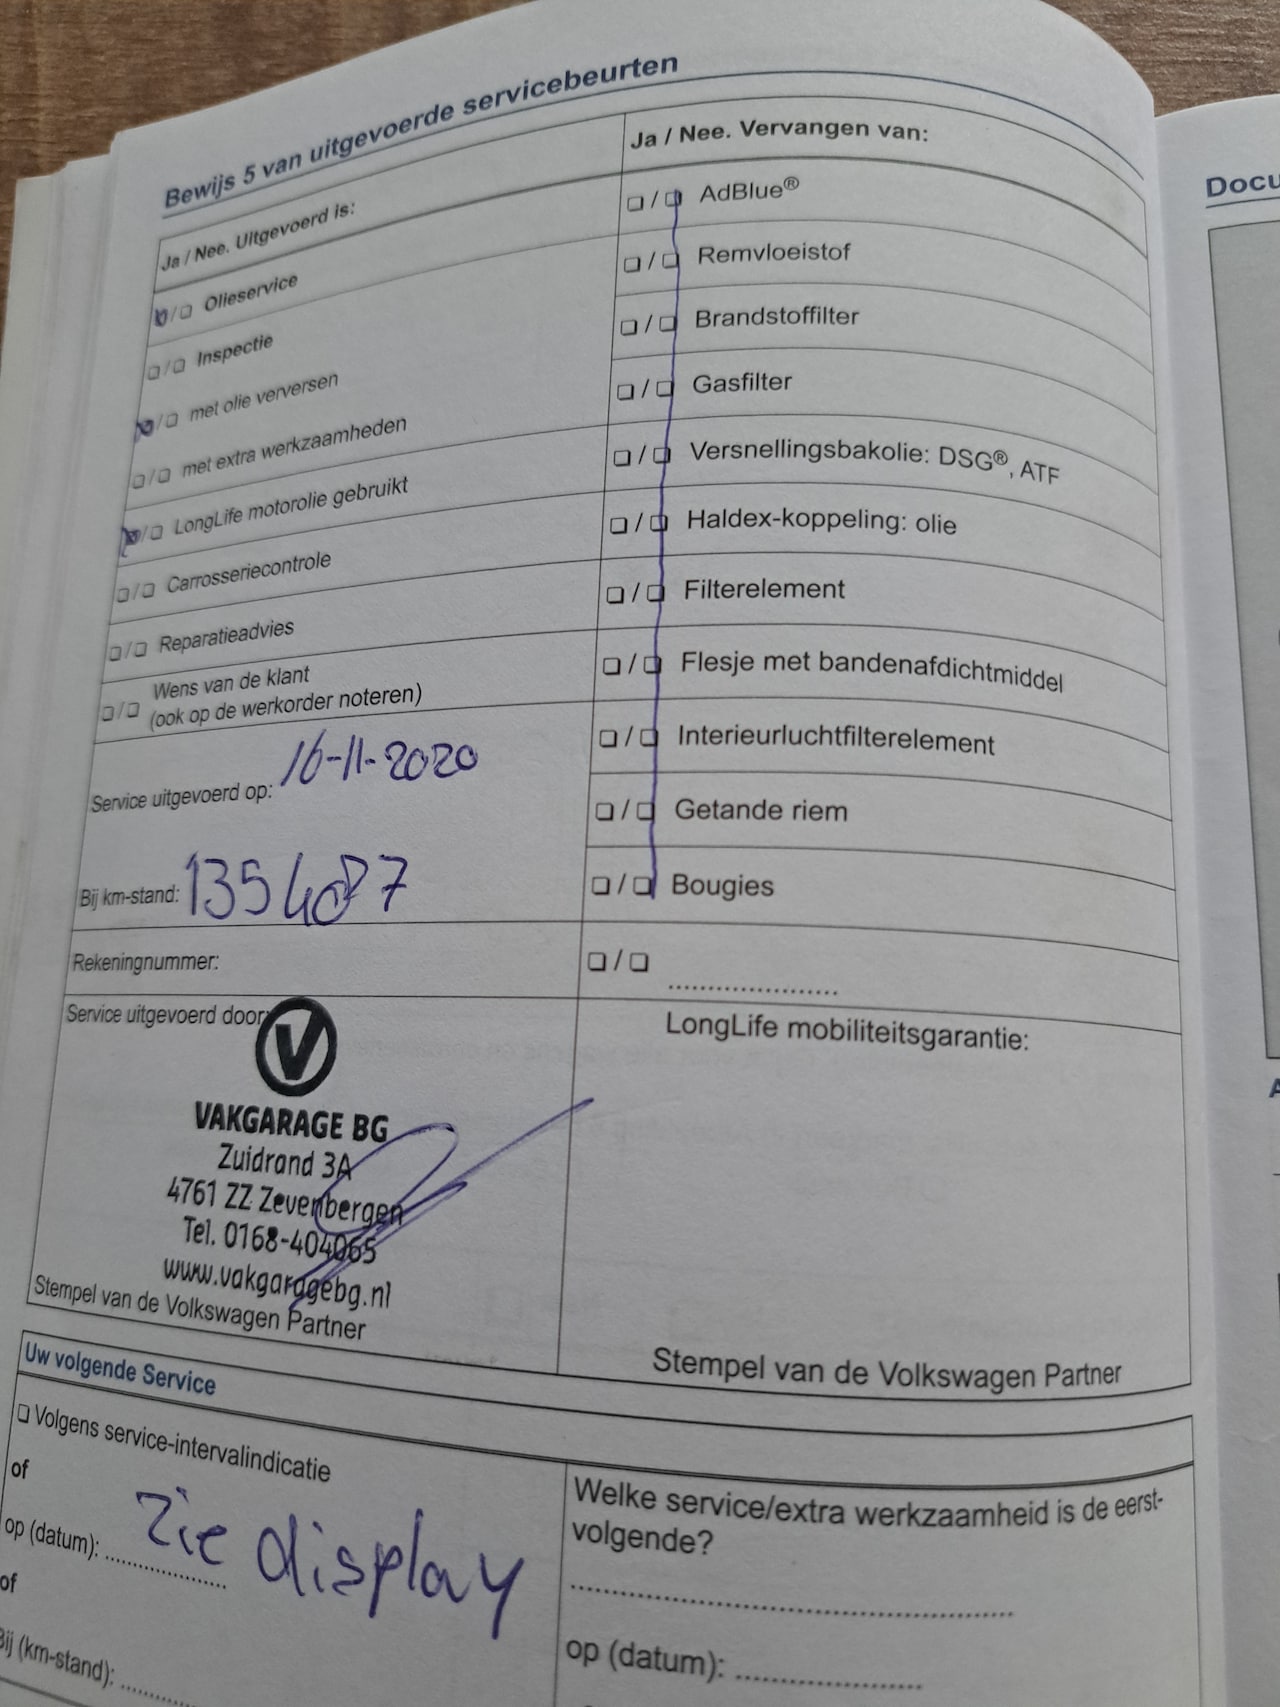 Bewijs 5 van uitgevoerde servicebeurten
Ja / Nee. Uitgevoerd is:
❏/❏ Olieservice
❏/❏ Inspectie
❏/❏ met olie verversen
❏/❏ met extra werkzaamheden
❏/❏ LongLife motorolie gebruikt
❏/❏ Carrosseriecontrole
❏/❏ Reparatieadvies
❏/❏ Wens van de klant
(ook op de werkorder noteren)
Service uitgevoerd op: 16-11-2020
Bij km-stand:
Rekeningnummer:
Service uitgevoerd door:
V
VAKGARAGE BG
Zuidrand 3A
4761 ZZ Zevenbergen
Tel. 0168-404065
www.vakgaragebg.nl
Stempel van de Volkswagen Partner
Ja / Nee. Vervangen van:
❏/❏ AdBlue®
❏/❏ Remvloeistof
❏/❏ Brandstoffilter
❏/❏ Gasfilter
❏/❏ Versnellingsbakolie: DSG®, ATF
❏/❏ Haldex-koppeling: olie
❏/❏ Filterelement
❏/❏ Flesje met bandenafdichtmiddel
❏/❏ Interieurluchtfilterelement
❏/❏ Getande riem
❏/❏ Bougies
❏/❏ ......................
LongLife mobiliteitsgarantie:
Stempel van de Volkswagen Partner
Uw volgende Service
❏ Volgens service-intervalindicatie
of
op (datum): .................. Zie display
of
Bij (km-stand): ............
Welke service/extra werkzaamheid is de eerst-
volgende?
..........................................................
op (datum): .........................
Docu
A